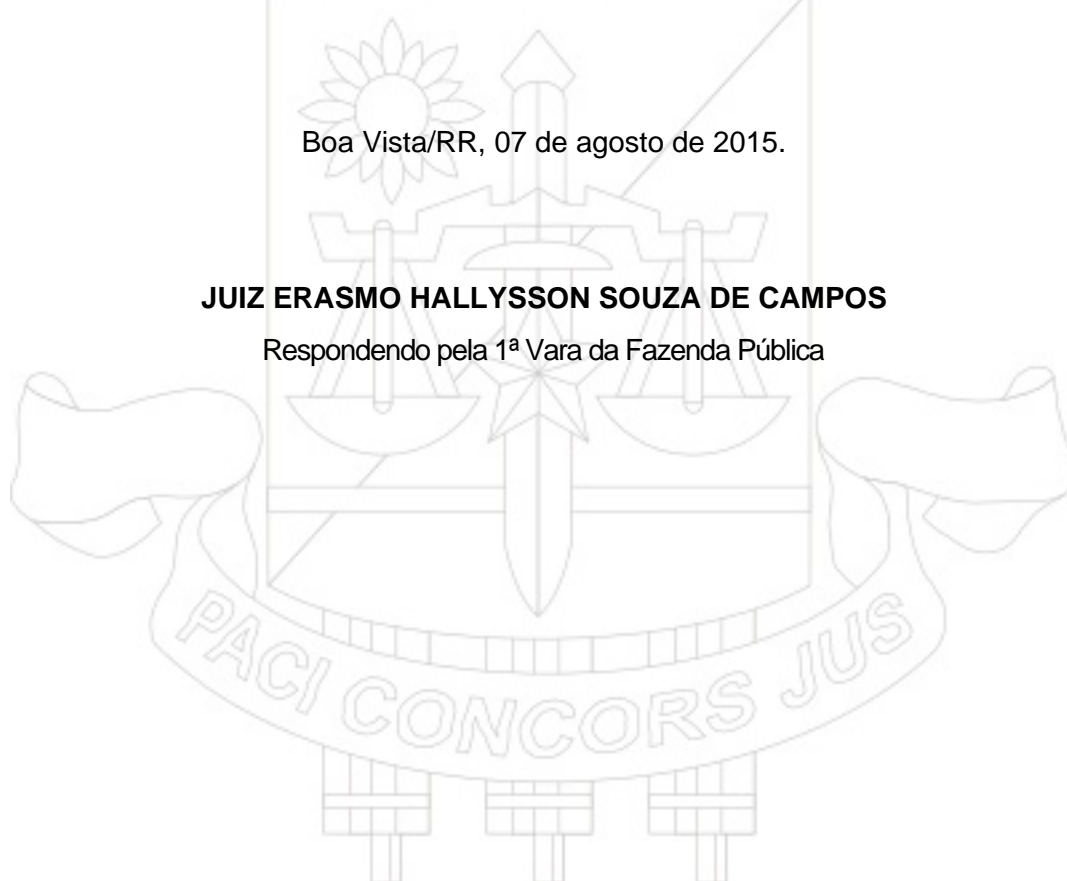 Boa Vista/RR, 07 de agosto de 2015.
JUIZ ERASMO HALLYSSON SOUZA DE CAMPOS
Respondendo pela 1ª Vara da Fazenda Pública
PACI CONCORS JUS